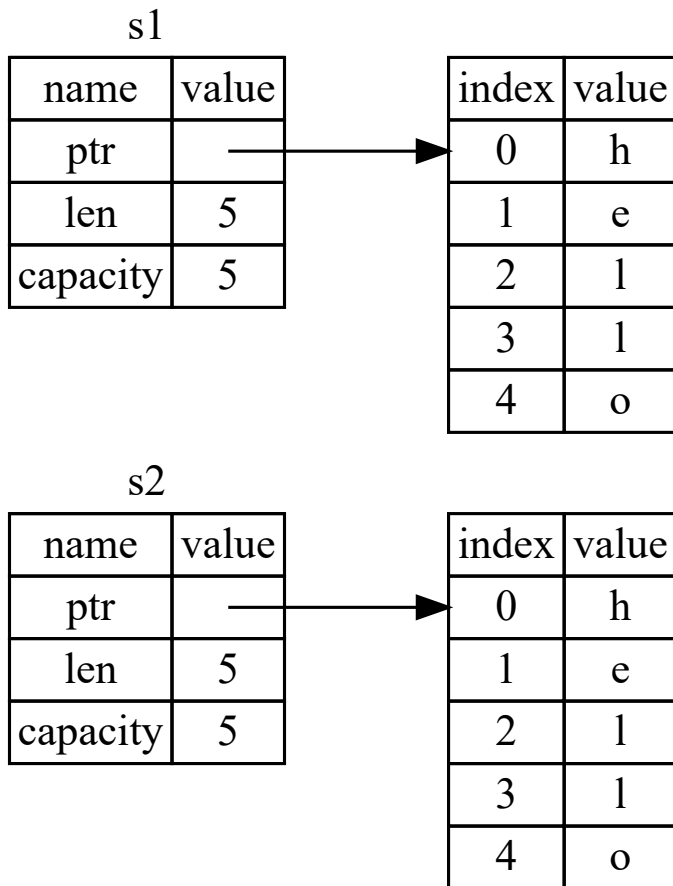 s1
name value
ptr
len 5
capacity 5
index value
0 h
1 e
2 l
3 l
4 o
s2
name value
ptr
len 5
capacity 5
index value
0 h
1 e
2 l
3 l
4 o